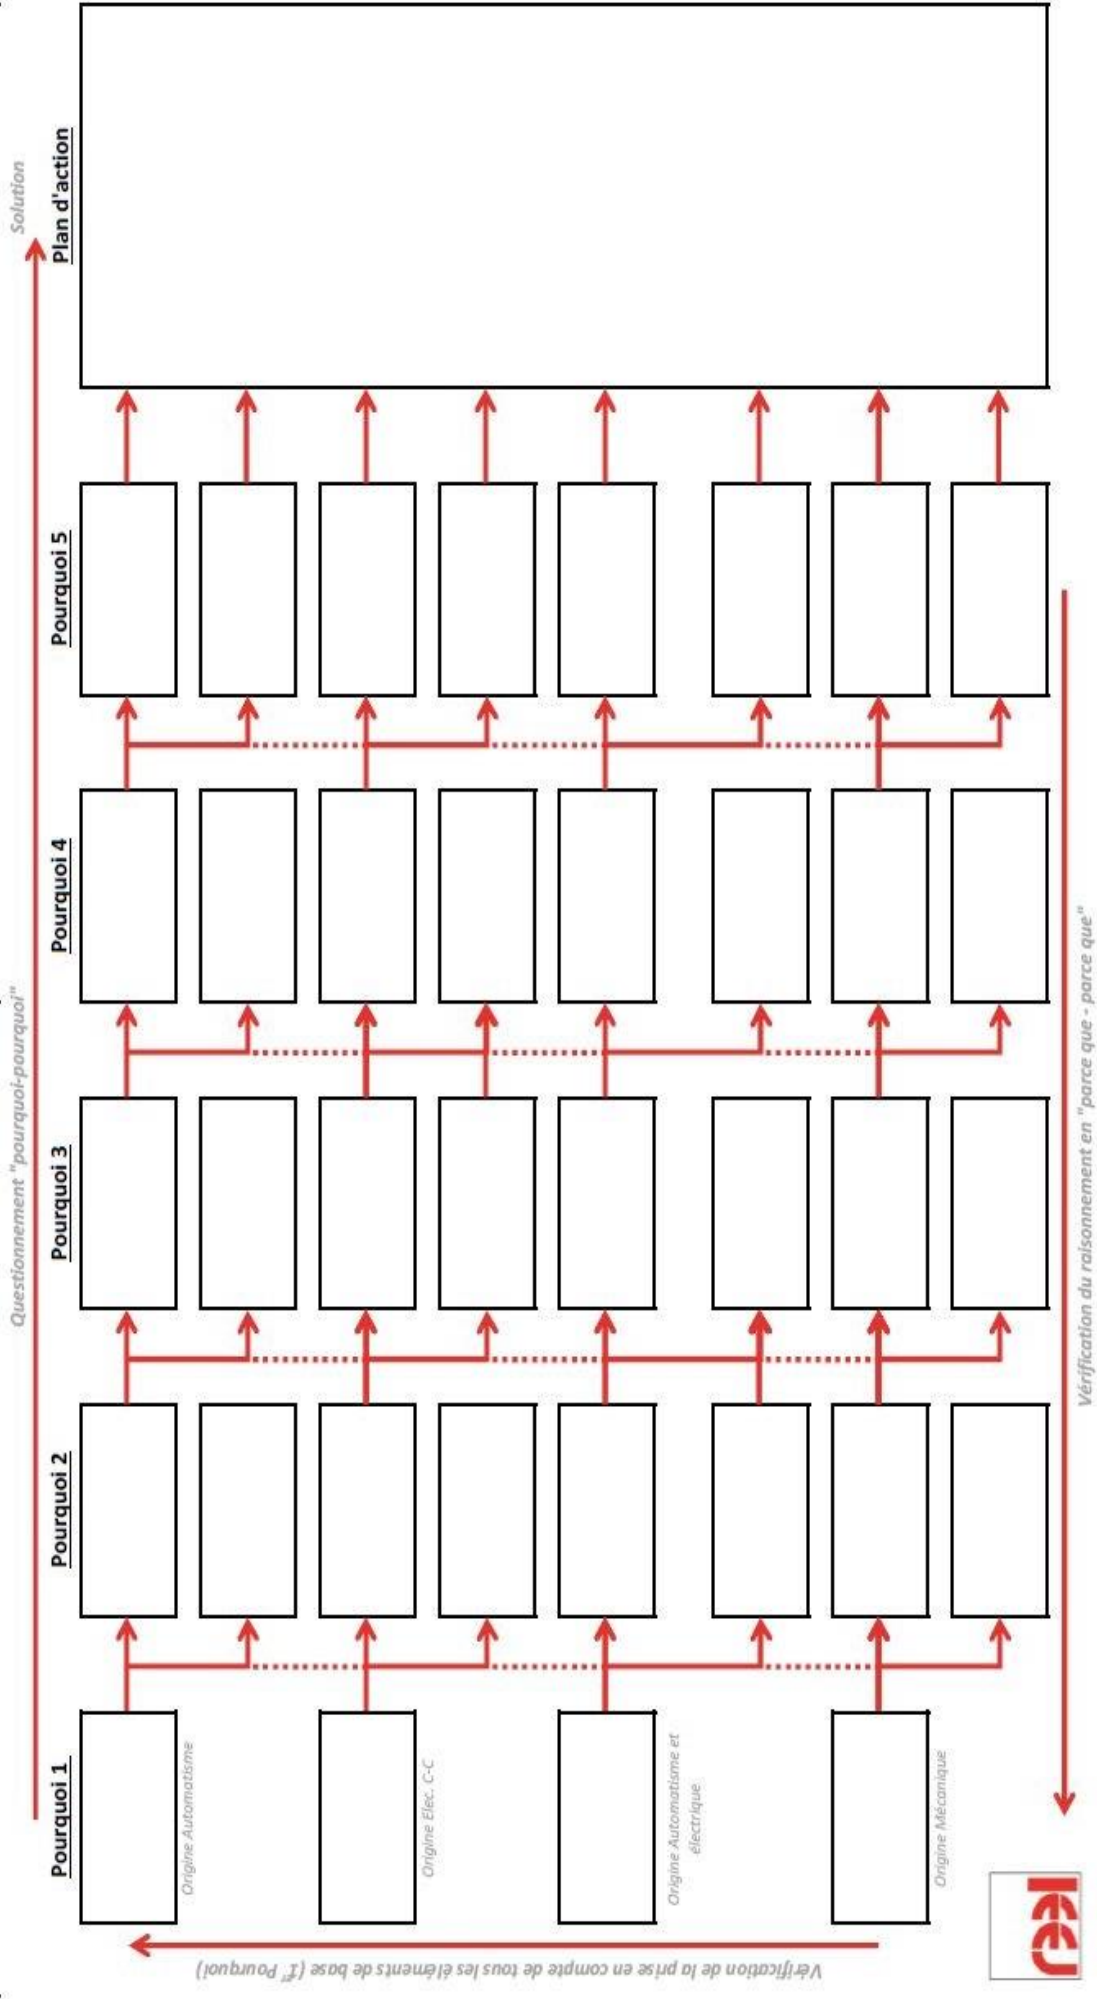 Questionnement "pourquoi-pourquoi"
Solution
Pourquoi 1
Pourquoi 2
Pourquoi 3
Pourquoi 4
Pourquoi 5
Plan d'action
Origine Automatisme
Origine Elec. C-C
Origine Automatisme et
électrique
Origine Mécanique
Vérification de la prise en compte de tous les éléments de base (1er Pourquoi)
Vérification du raisonnement en "parce que - parce que"